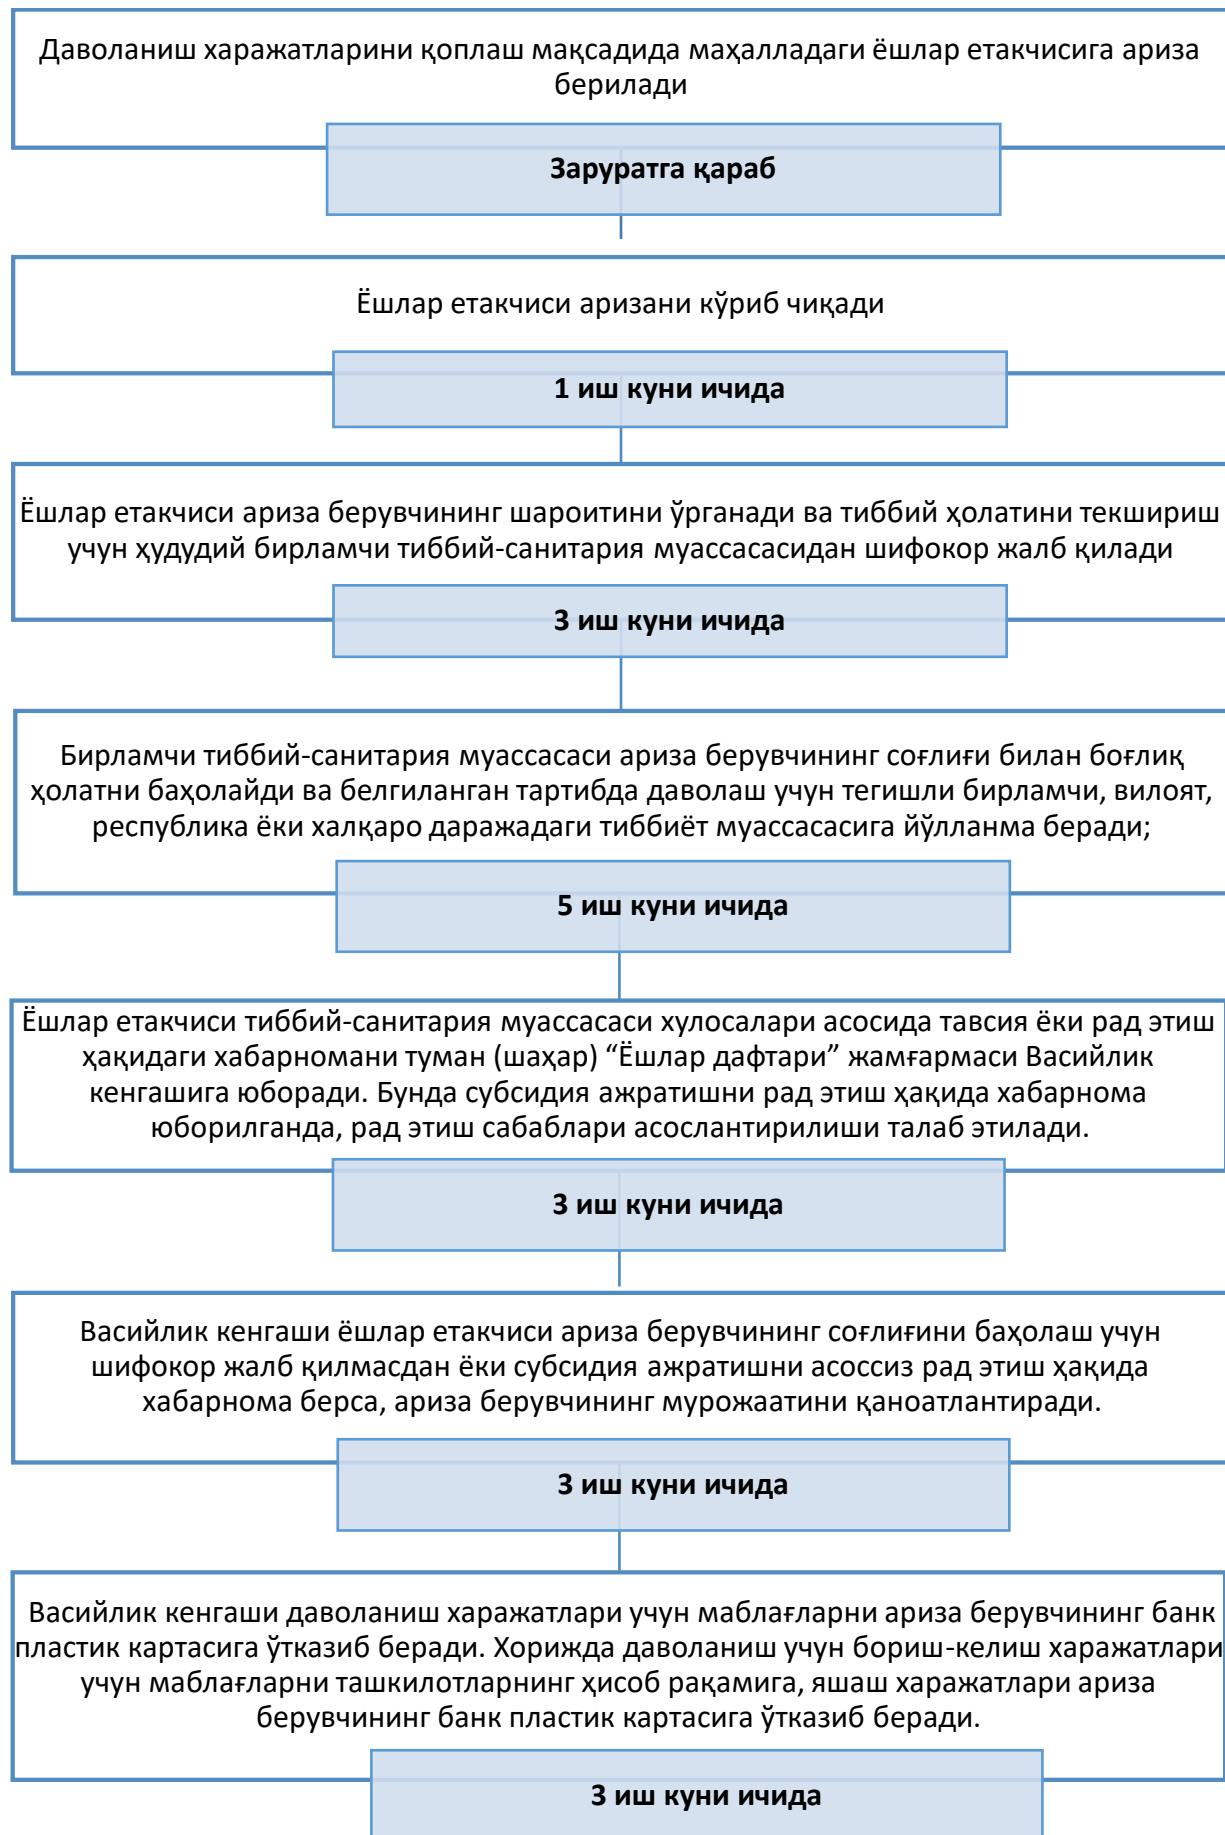 Даволаниш харажатларини қоплаш мақсадида маҳалладаги ёшлар етакчисига ариза
берилади
Заруратга қараб
Ёшлар етакчиси аризани кўриб чиқади
1 иш куни ичида
Ёшлар етакчиси ариза берувчининг шароитини ўрганади ва тиббий ҳолатини текшириш
учун ҳудудий бирламчи тиббий-санитария муассасасидан шифокор жалб қилади
3 иш куни ичида
Бирламчи тиббий-санитария муассасаси ариза берувчининг соғлиғи билан боғлиқ
ҳолатни баҳолайди ва белгиланган тартибда даволаш учун тегишли бирламчи, вилоят,
республика ёки халқаро даражадаги тиббиёт муассасасига йўлланма беради;
5 иш куни ичида
Ёшлар етакчиси тиббий-санитария муассасаси хулосалари асосида тавсия ёки рад этиш
ҳақидаги хабарномани туман (шаҳар) “Ёшлар дафтари” жамғармаси Васийлик
кенгашига юборади. Бунда субсидия ажратишни рад этиш ҳақида хабарнома
юборилганда, рад этиш сабаблари асослантирилиши талаб этилади.
3 иш куни ичида
Васийлик кенгаши ёшлар етакчиси ариза берувчининг соғлиғини баҳолаш учун
шифокор жалб қилмасдан ёки субсидия ажратишни асоссиз рад этиш ҳақида
хабарнома берса, ариза берувчининг мурожаатини қаноатлантиради.
3 иш куни ичида
Васийлик кенгаши даволаниш харажатлари учун маблағларни ариза берувчининг банк
пластик картасига ўтказиб беради. Хорижда даволаниш учун бориш-келиш харажатлари
учун маблағларни ташкилотларнинг ҳисоб рақамига, яшаш харажатлари ариза
берувчининг банк пластик картасига ўтказиб беради.
3 иш куни ичида